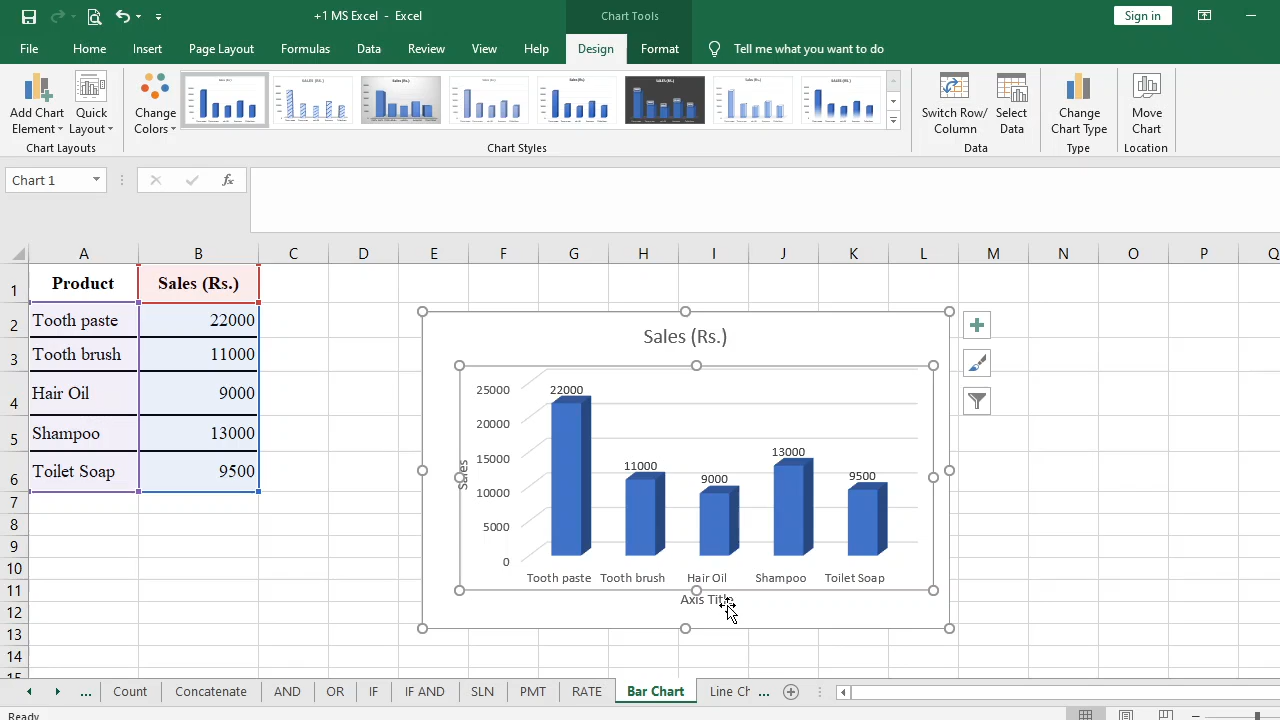 +1 MS Excel - Excel
Chart Tools
Sign in
File Home Insert Page Layout Formulas Data Review View Help Design Format Tell me what you want to do
Add Chart Element
Quick Layout
Change Colors
Switch Row/ Column
Select Data
Change Chart Type
Move Chart
Chart Layouts Chart Styles Data Type Location
Chart 1 fx
A B C D E F G H I J K L M N O P Q
1 Product Sales (Rs.)
2 Tooth paste 22000
3 Tooth brush 11000
4 Hair Oil 9000
5 Shampoo 13000
6 Toilet Soap 9500
7
8
9
10
11
12
13
14
15
Sales (Rs.)
Sales
25000
20000
15000
10000
5000
0
22000
11000
9000
13000
9500
Tooth paste Tooth brush Hair Oil Shampoo Toilet Soap
Axis Title
... Count Concatenate AND OR IF IF AND SLN PMT RATE Bar Chart Line Ch ...
Ready